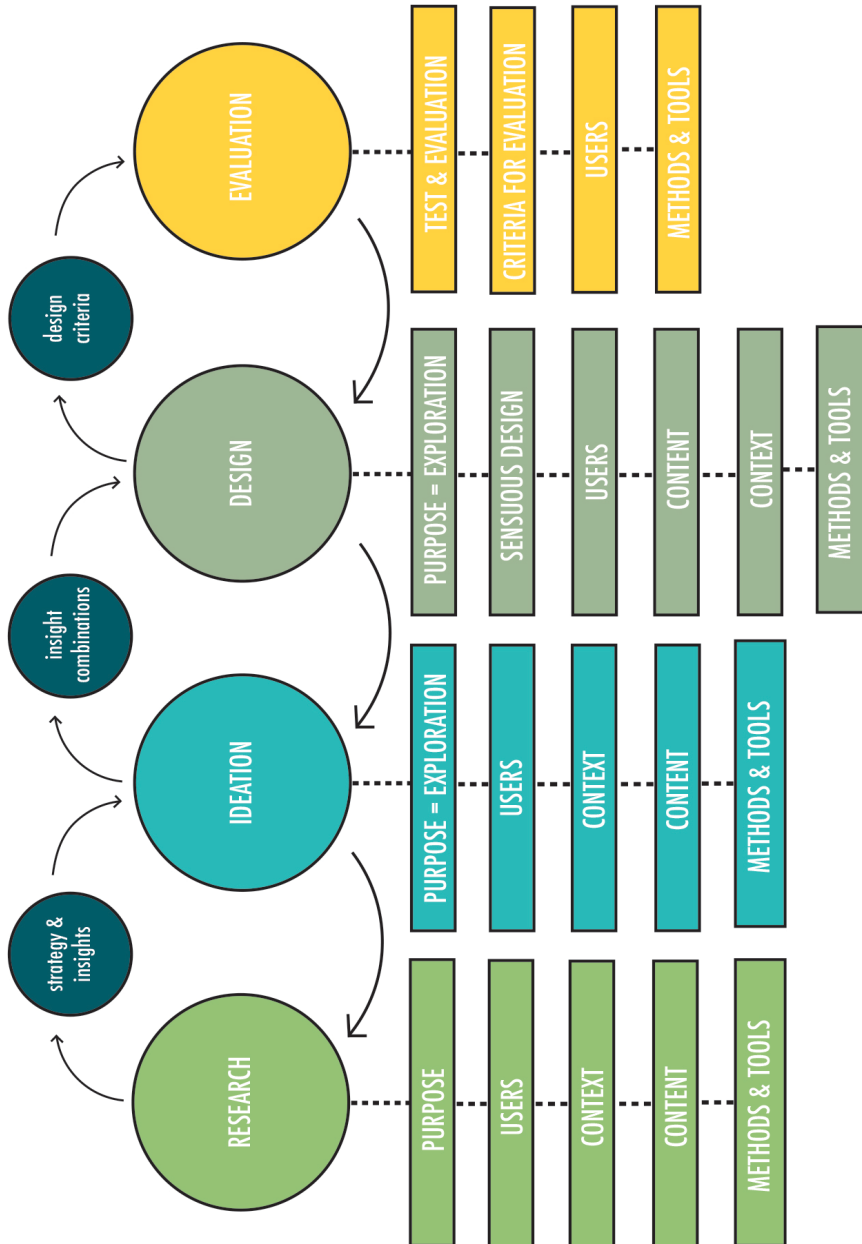 strategy &
insights
insight
combinations
design
criteria
RESEARCH
IDEATION
DESIGN
EVALUATION
PURPOSE
USERS
CONTEXT
CONTENT
METHODS & TOOLS
PURPOSE = EXPLORATION
USERS
CONTEXT
CONTENT
METHODS & TOOLS
PURPOSE = EXPLORATION
SENSUOUS DESIGN
USERS
CONTENT
CONTEXT
METHODS & TOOLS
TEST & EVALUATION
CRITERIA FOR EVALUATION
USERS
METHODS & TOOLS